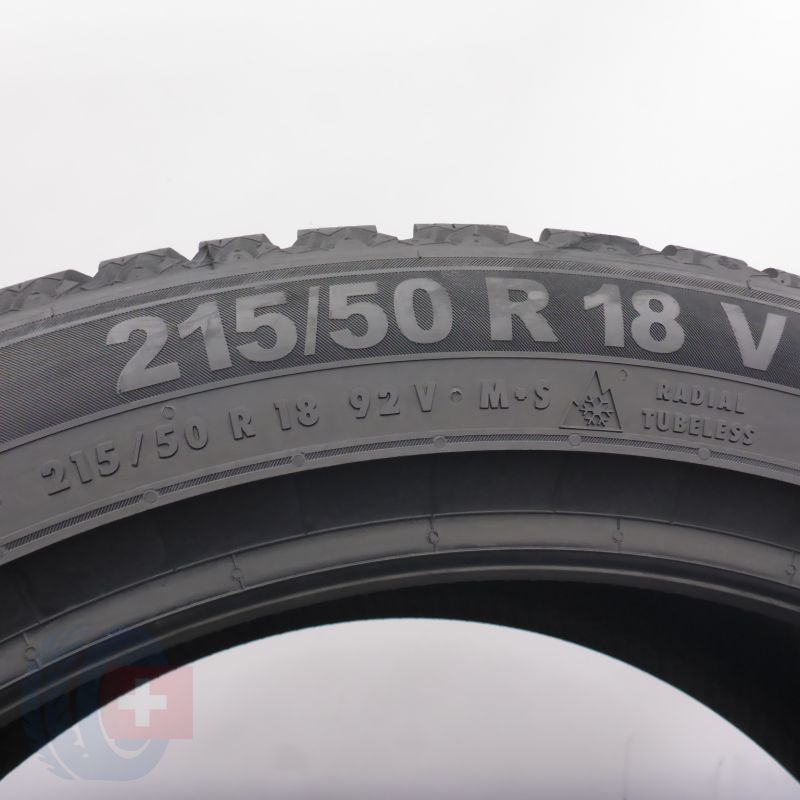 215/50 R 18 V
215/50 R 18 92 V • M•S RADIAL
TUBELESS